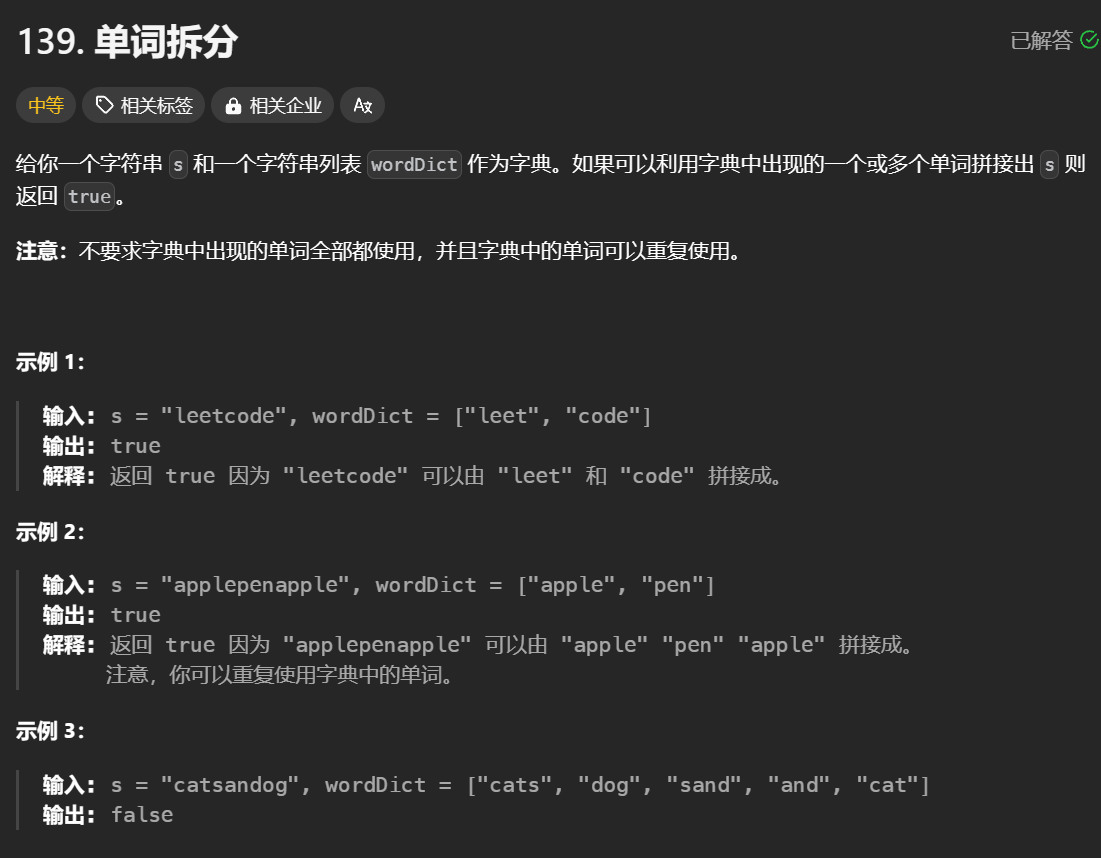 139. 单词拆分
已解答
中等 相关标签 相关企业
给你一个字符串 s 和一个字符串列表 wordDict 作为字典。如果可以利用字典中出现的一个或多个单词拼接出 s 则
返回 true。
注意：不要求字典中出现的单词全部都使用，并且字典中的单词可以重复使用。
示例 1：
输入: s = "leetcode", wordDict = ["leet", "code"]
输出: true
解释: 返回 true 因为 "leetcode" 可以由 "leet" 和 "code" 拼接成。
示例 2：
输入: s = "applepenapple", wordDict = ["apple", "pen"]
输出: true
解释: 返回 true 因为 "applepenapple" 可以由 "apple" "pen" "apple" 拼接成。
注意，你可以重复使用字典中的单词。
示例 3：
输入: s = "catsandog", wordDict = ["cats", "dog", "sand", "and", "cat"]
输出: false